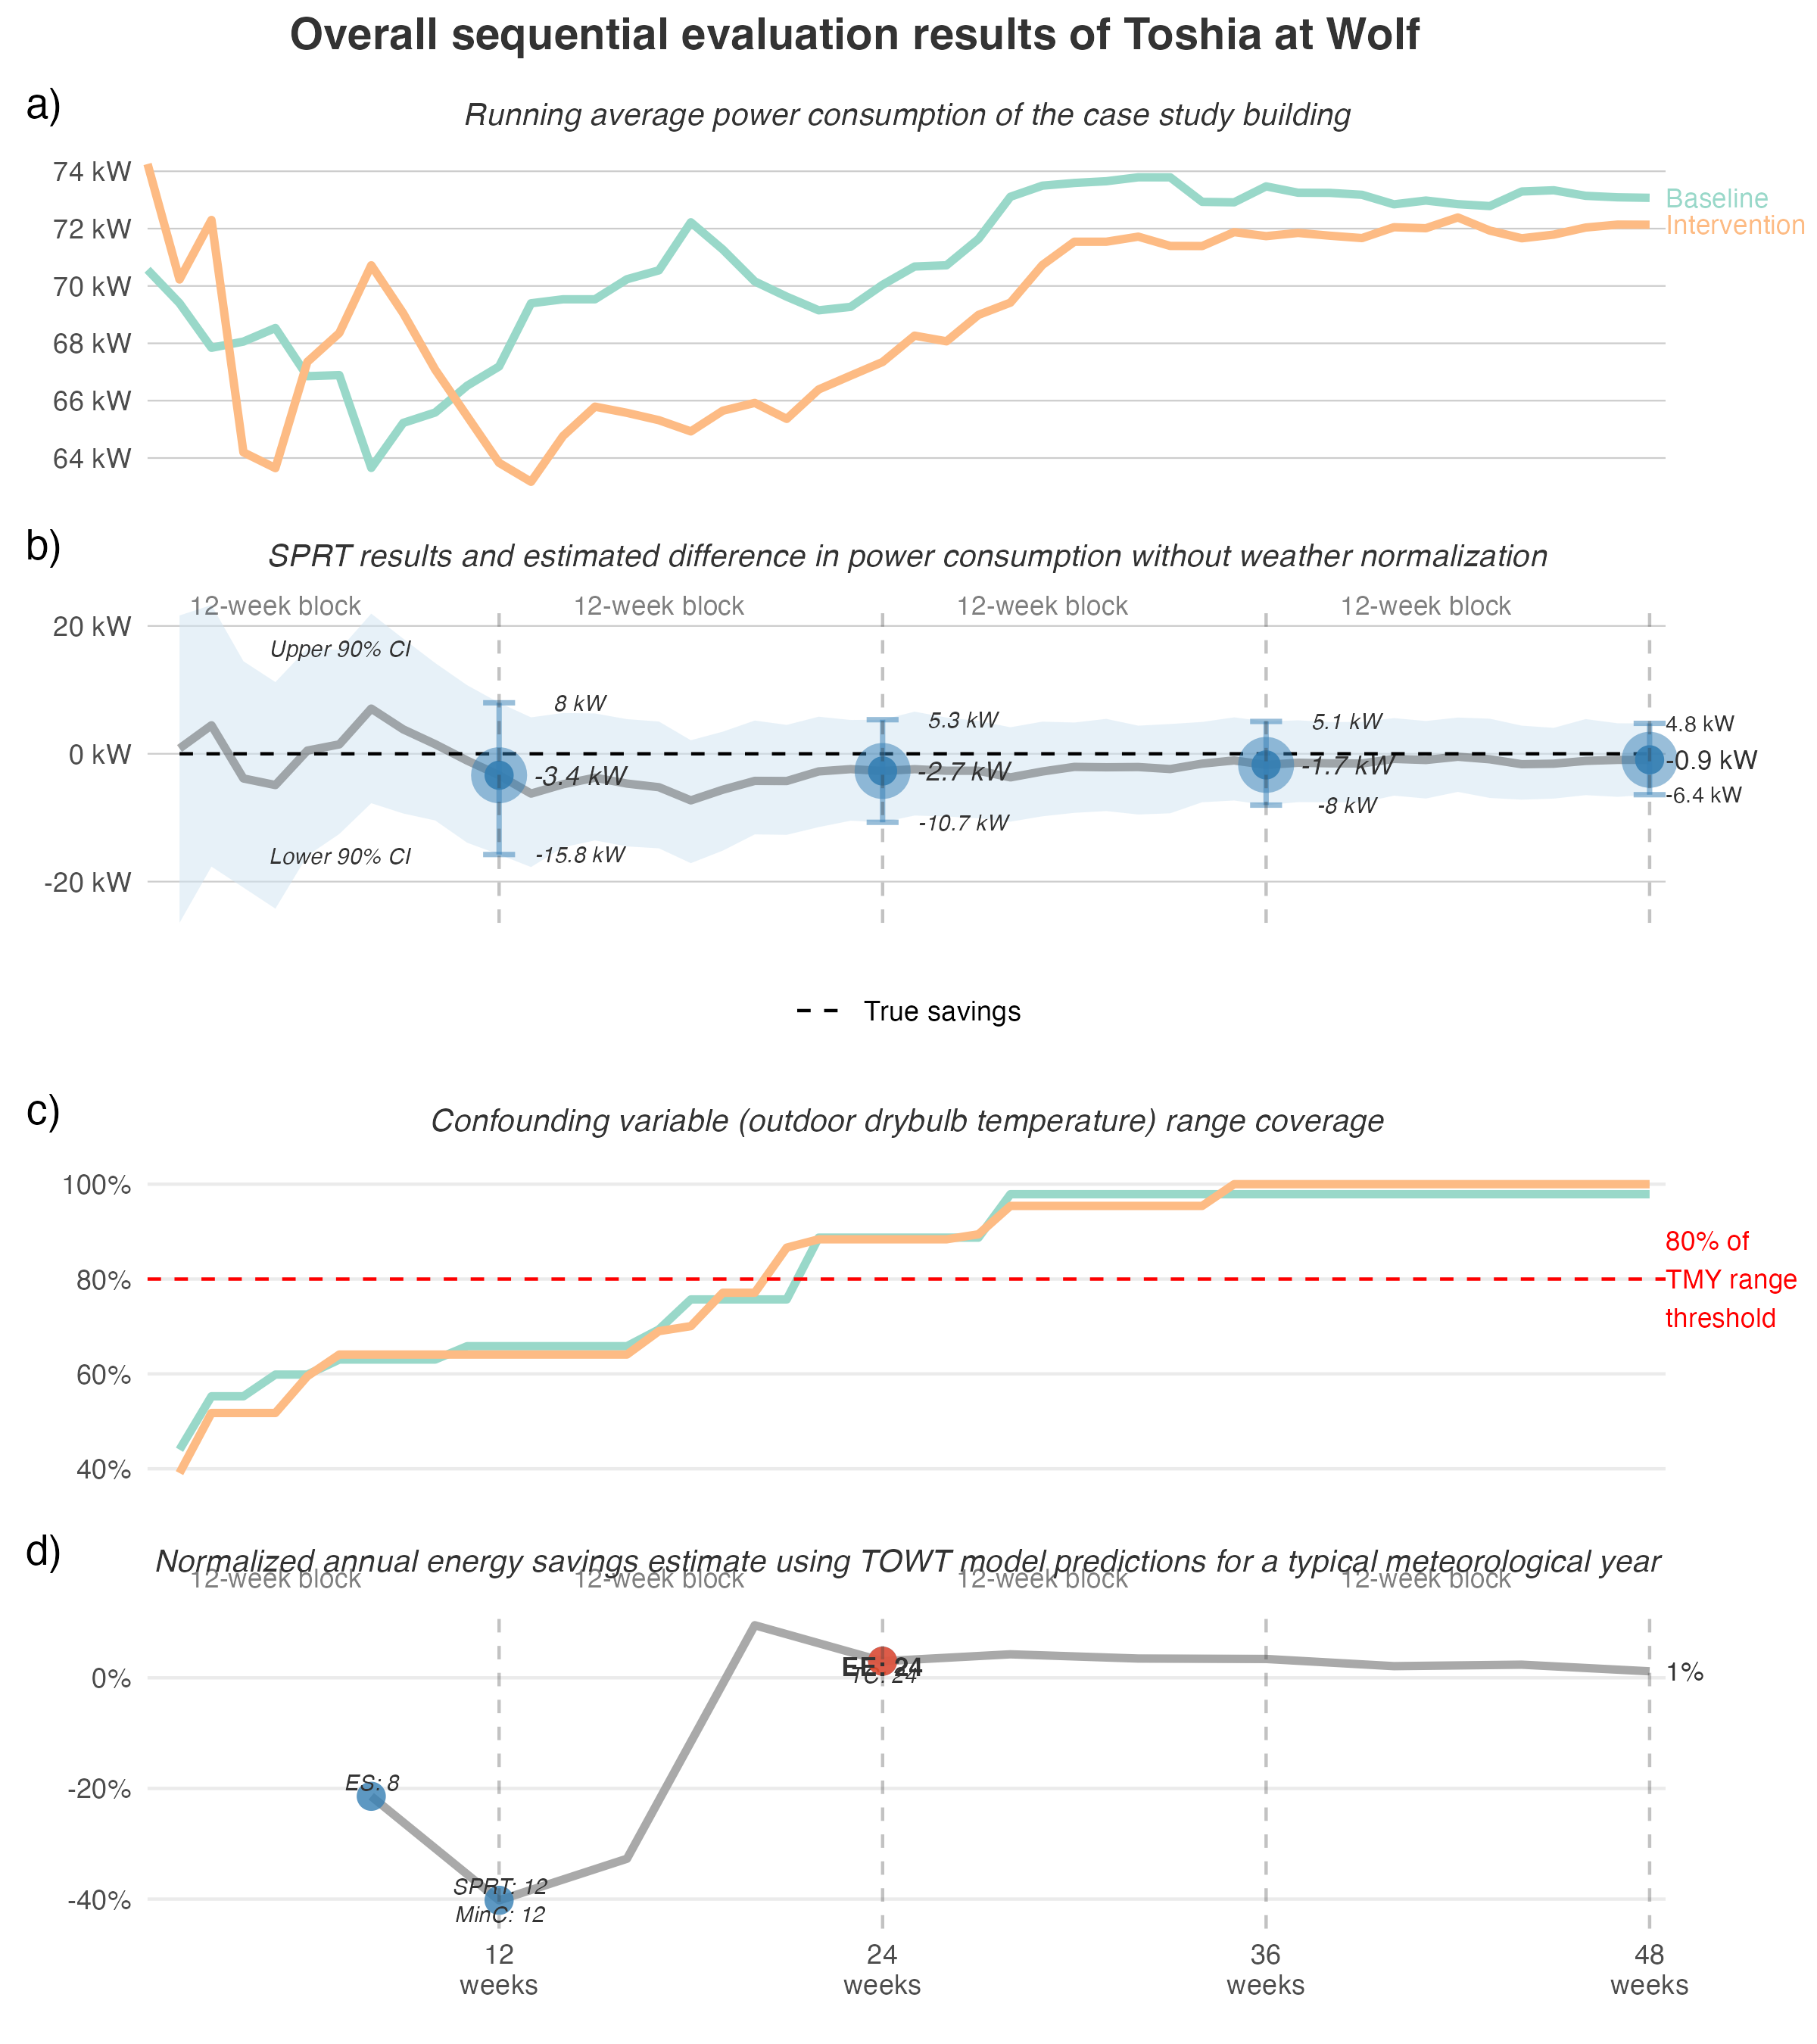 Overall sequential evaluation results of Toshia at Wolf
a)
Running average power consumption of the case study building
74 kW
72 kW
70 kW
68 kW
66 kW
64 kW
Baseline
Intervention
b)
SPRT results and estimated difference in power consumption without weather normalization
12-week block 12-week block 12-week block 12-week block
20 kW
0 kW
-20 kW
Upper 90% CI
Lower 90% CI
8 kW
-3.4 kW
-15.8 kW
5.3 kW
-2.7 kW
-10.7 kW
5.1 kW
-1.7 kW
-8 kW
4.8 kW
-0.9 kW
-6.4 kW
True savings
c)
Confounding variable (outdoor drybulb temperature) range coverage
100%
80%
60%
40%
80% of
TMY range
threshold
d)
Normalized annual energy savings estimate using TOWT model predictions for a typical meteorological year
12-week block 12-week block 12-week block 12-week block
0%
-20%
-40%
ES: 8
SPRT: 12
MinC: 12
EE: 24
TC: 24
1%
12
weeks
24
weeks
36
weeks
48
weeks